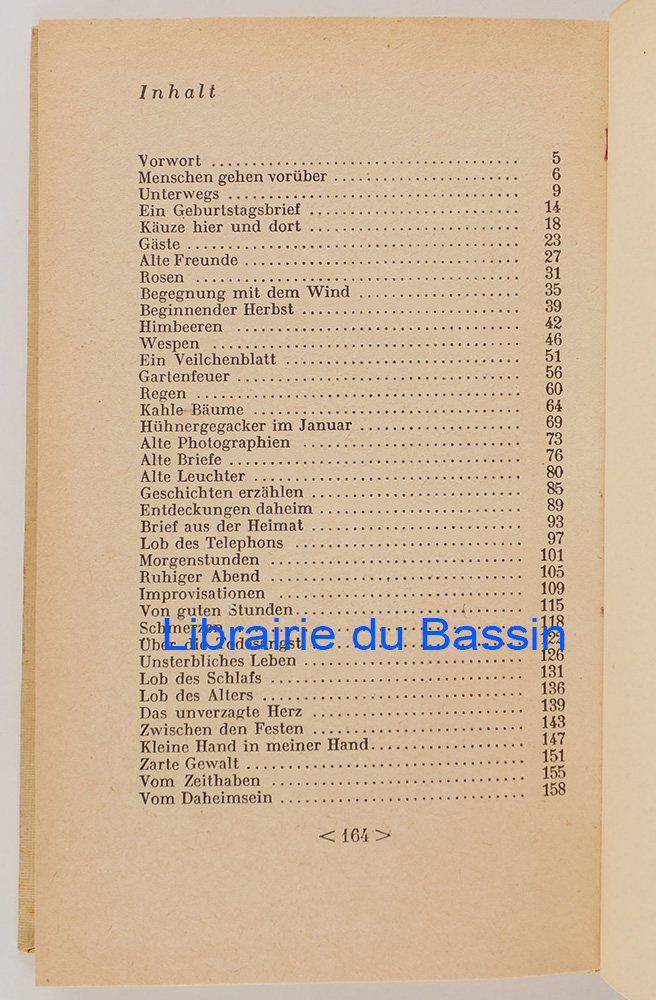 Inhalt
Vorwort ..................................... 5
Menschen gehen vorüber .................... 6
Unterwegs ................................. 9
Ein Geburtstagsbrief ....................... 14
Käuze hier und dort ........................ 18
Gäste ...................................... 23
Alte Freunde ............................... 27
Rosen ...................................... 31
Begegnung mit dem Wind .................... 35
Beginnender Herbst ........................ 39
Himbeeren ................................. 42
Wespen .................................... 46
Ein Veilchenblatt .......................... 51
Gartenfeuer ................................ 56
Regen ...................................... 60
Kahle Bäume ............................... 64
Hühnergegacker im Januar .................. 69
Alte Photographien ........................ 73
Alte Briefe ................................ 76
Alte Leuchter .............................. 80
Geschichten erzählen ....................... 85
Entdeckungen daheim ....................... 89
Brief aus der Heimat ....................... 93
Lob des Telephons ......................... 97
Morgenstunden ............................. 101
Ruhiger Abend ............................. 105
Improvisationen ........................... 109
Von guten Stunden ......................... 115
Schmerzen ................................. 118
Über die Todesangst
Librairie du Bassin
Unsterbliches Leben ....................... 126
Lob des Schlafs ............................ 131
Lob des Alters ............................. 136
Das unverzagte Herz ....................... 139
Zwischen den Festen ....................... 143
Kleine Hand in meiner Hand ................ 147
Zarte Gewalt ............................... 151
Vom Zeithaben ............................. 155
Vom Daheimsein ............................ 158
< 164 >